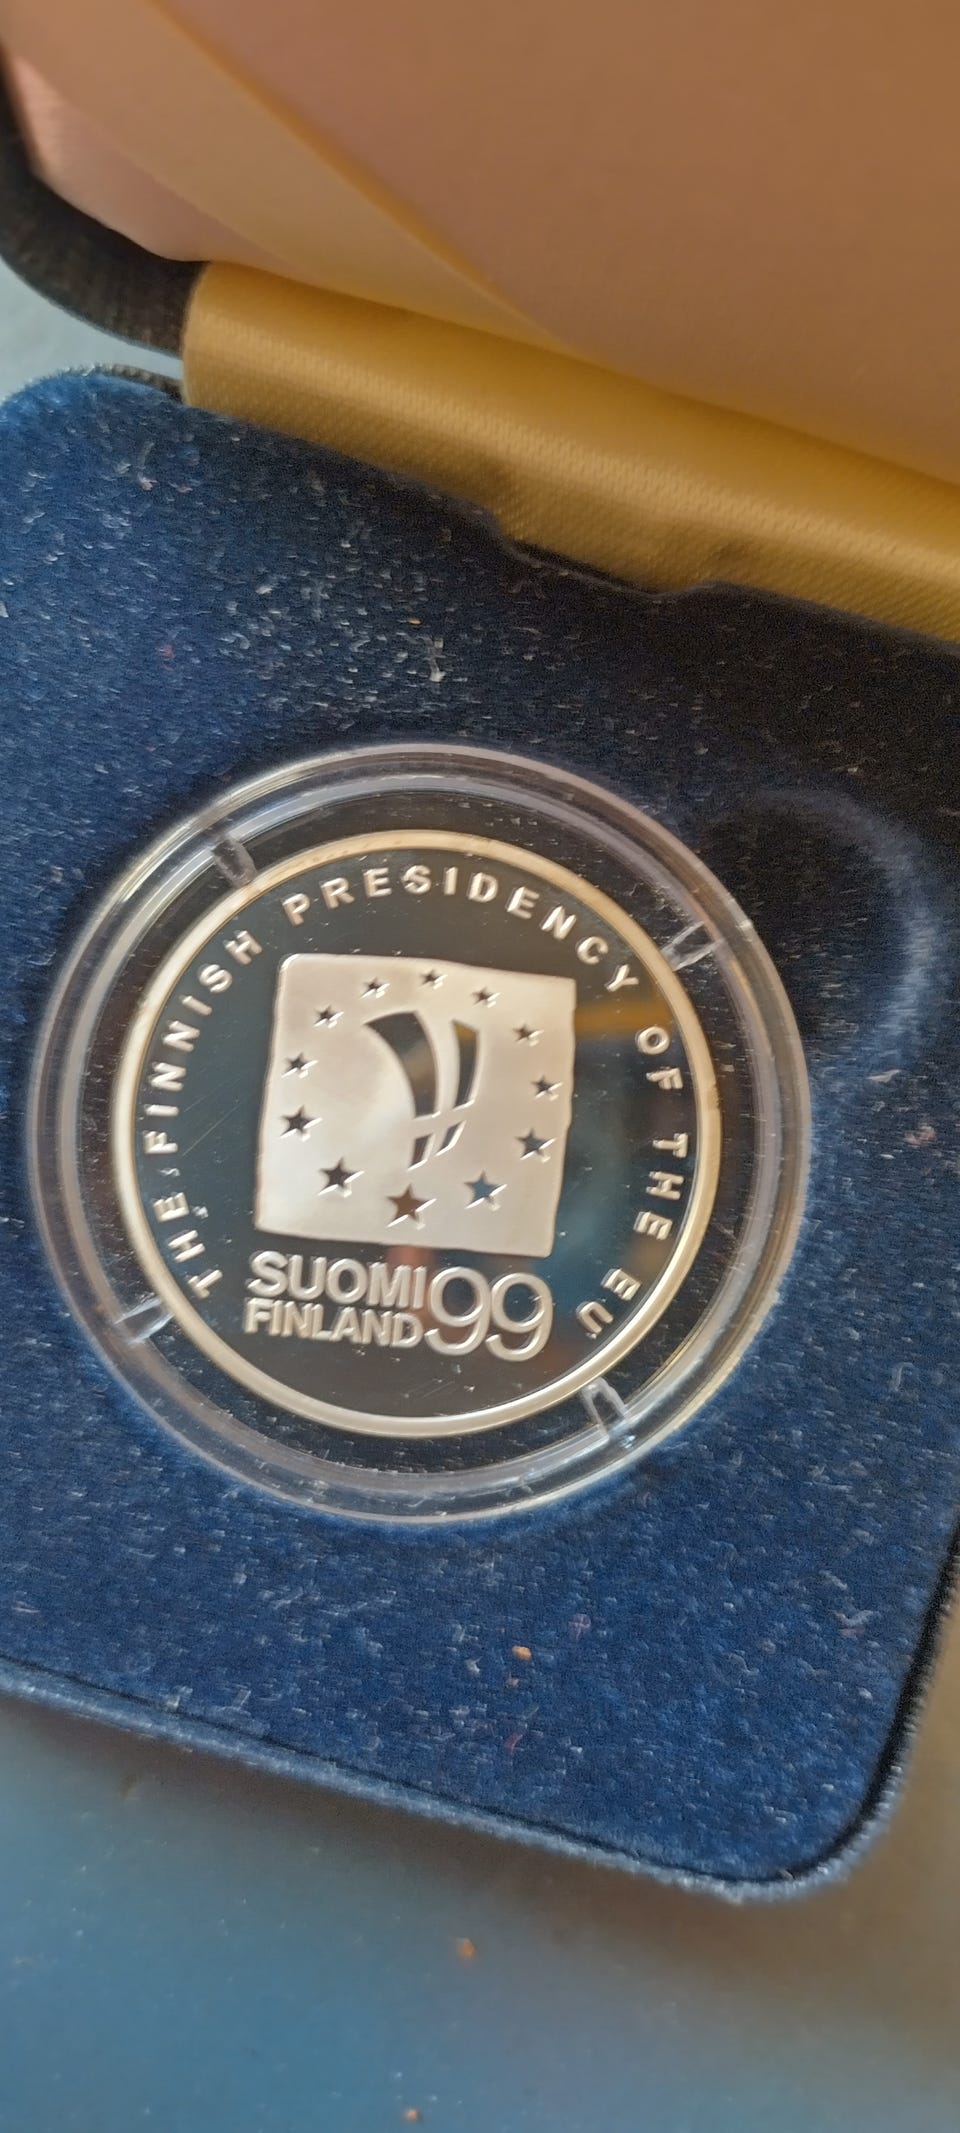 THE FINNISH PRESIDENCY OF THE EU
SUOMI 99
FINLAND